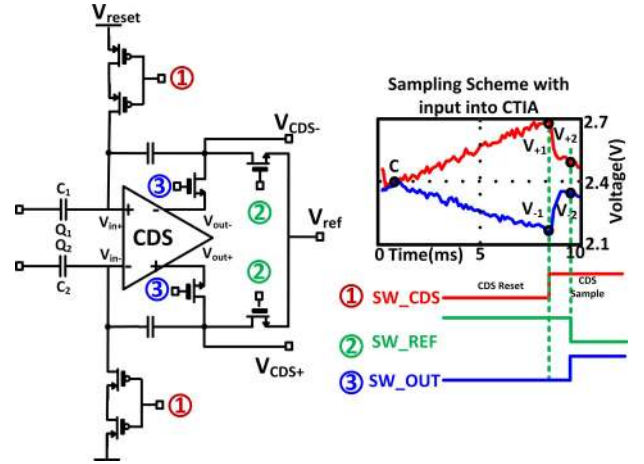 Vreset
1
VCDS-
3
C1
Q1
Q2
C2
Vin+
Vin-
+
-
CDS
-
+
Vout-
Vout+
2
Vref
2
3
VCDS+
1
Sampling Scheme with
input into CTIA
C
V+1
V+2
V-1
V-2
2.7
2.4
2.1
Voltage(V)
0 Time(ms) 5 10
1 SW_CDS
CDS Reset
CDS
Sample
2 SW_REF
3 SW_OUT